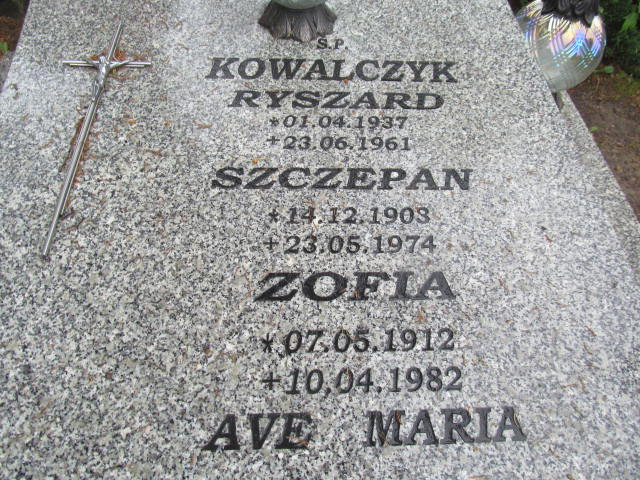 Ś.P.
KOWALCZYK
RYSZARD
*01.04.1937
+23.06.1961
SZCZEPAN
*14.12.1903
+23.05.1974
ZOFIA
*07.05.1912
+10.04.1982
AVE MARIA